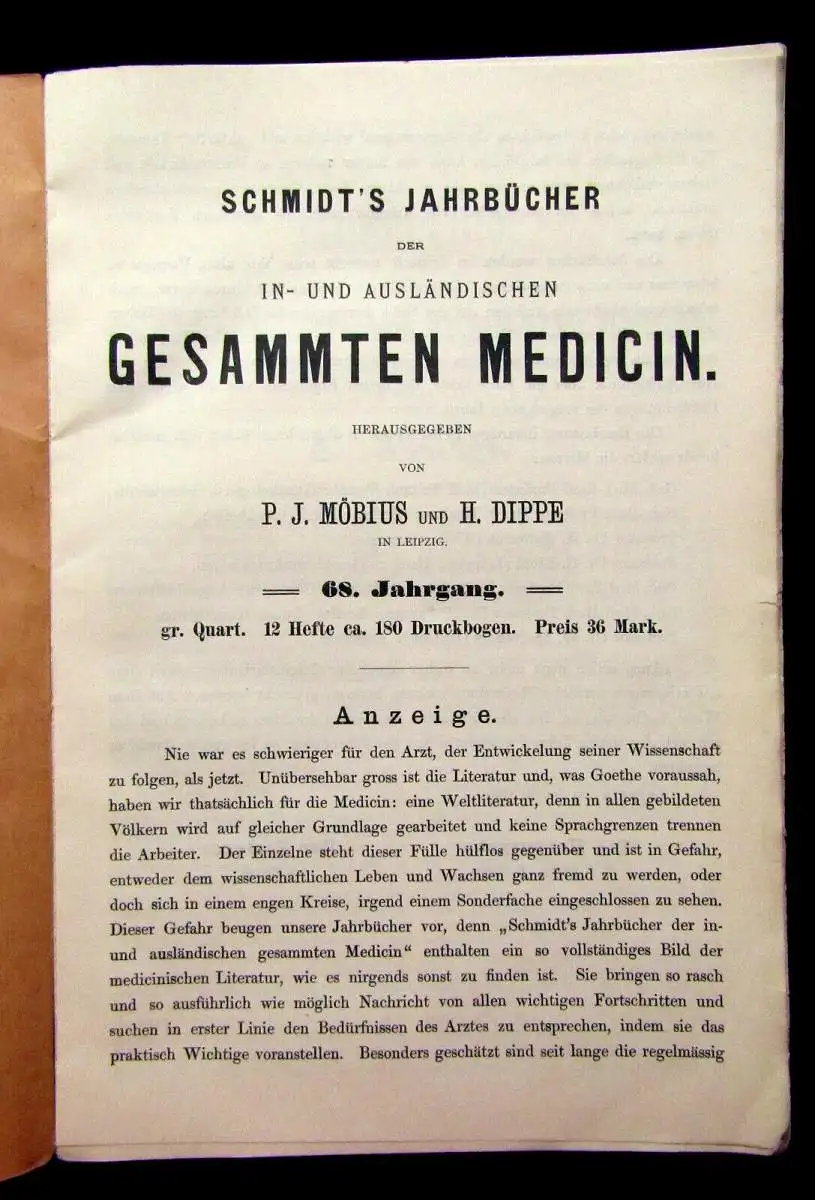 SCHMIDT'S JAHRBÜCHER
DER
IN- UND AUSLÄNDISCHEN
GESAMMTEN MEDICIN.
HERAUSGEGEBEN
VON
P. J. MÖBIUS UND H. DIPPE
IN LEIPZIG.
68. Jahrgang.
gr. Quart. 12 Hefte ca. 180 Druckbogen. Preis 36 Mark.
Anzeige.
Nie war es schwieriger für den Arzt, der Entwickelung seiner Wissenschaft
zu folgen, als jetzt. Unübersehbar gross ist die Literatur und, was Goethe voraussah,
haben wir thatsächlich für die Medicin: eine Weltliteratur, denn in allen gebildeten
Völkern wird auf gleicher Grundlage gearbeitet und keine Sprachgrenzen trennen
die Arbeiter. Der Einzelne steht dieser Fülle hülflos gegenüber und ist in Gefahr,
entweder dem wissenschaftlichen Leben und Wachsen ganz fremd zu werden, oder
doch sich in einem engen Kreise, irgend einem Sonderfache eingeschlossen zu sehen.
Dieser Gefahr beugen unsere Jahrbücher vor, denn „Schmidt's Jahrbücher der in-
und ausländischen gesammten Medicin“ enthalten ein so vollständiges Bild der
medicinischen Literatur, wie es nirgends sonst zu finden ist. Sie bringen so rasch
und so ausführlich wie möglich Nachricht von allen wichtigen Fortschritten und
suchen in erster Linie den Bedürfnissen des Arztes zu entsprechen, indem sie das
praktisch Wichtige voranstellen. Besonders geschätzt sind seit lange die regelmässig